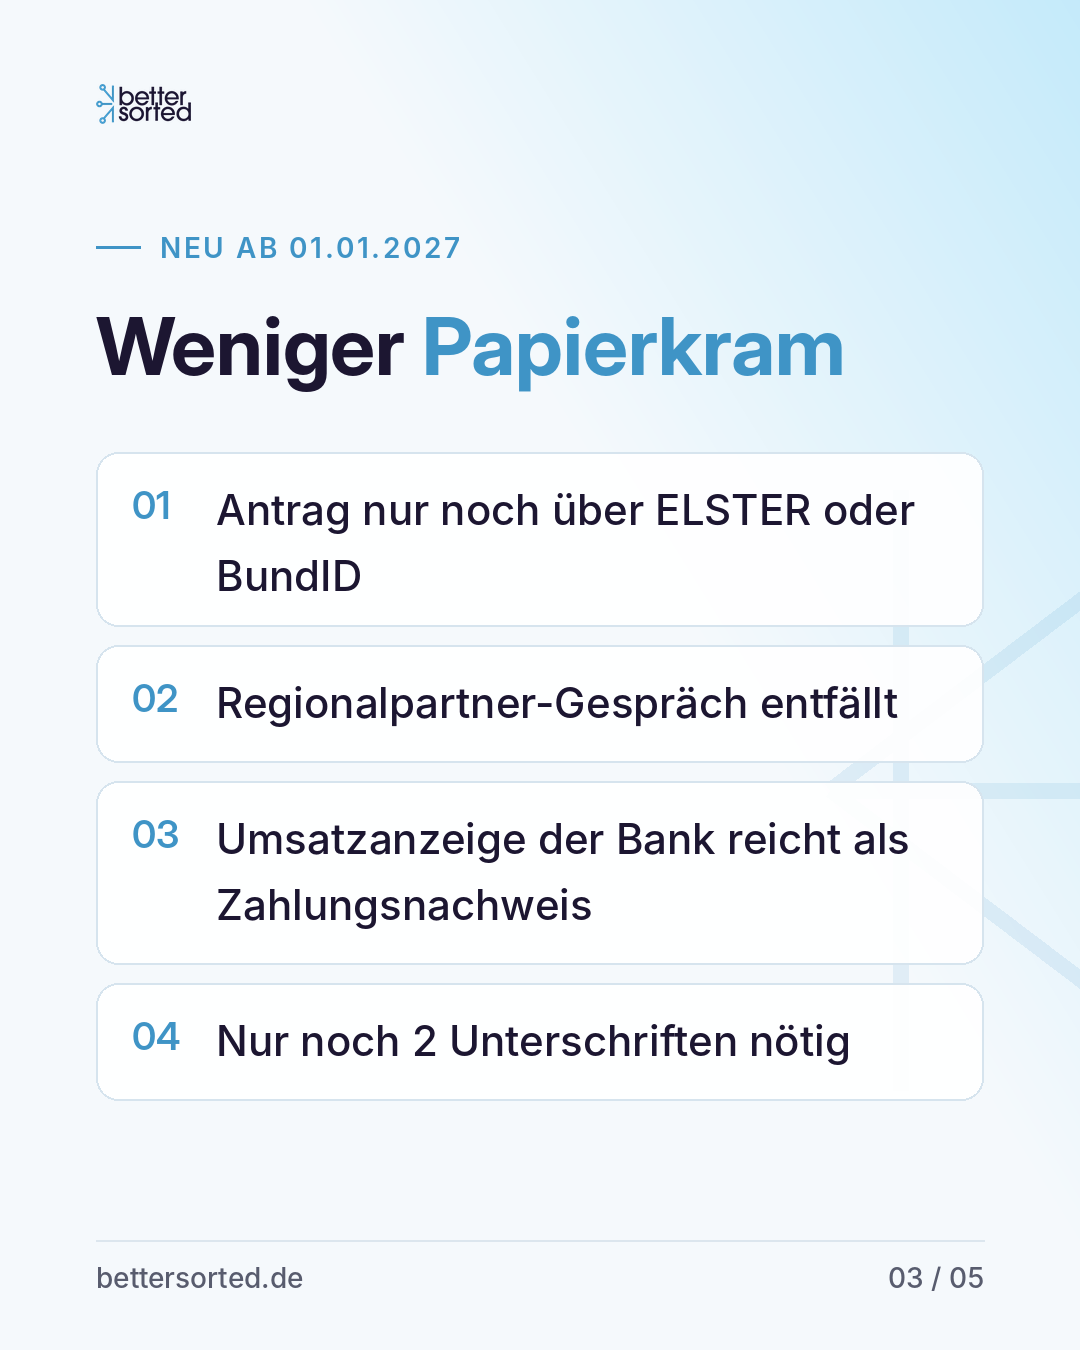 better
sorted
NEU AB 01.01.2027
Weniger Papierkram
01 Antrag nur noch über ELSTER oder
BundID
02 Regionalpartner-Gespräch entfällt
03 Umsatzanzeige der Bank reicht als
Zahlungsnachweis
04 Nur noch 2 Unterschriften nötig
bettersorted.de 03 / 05